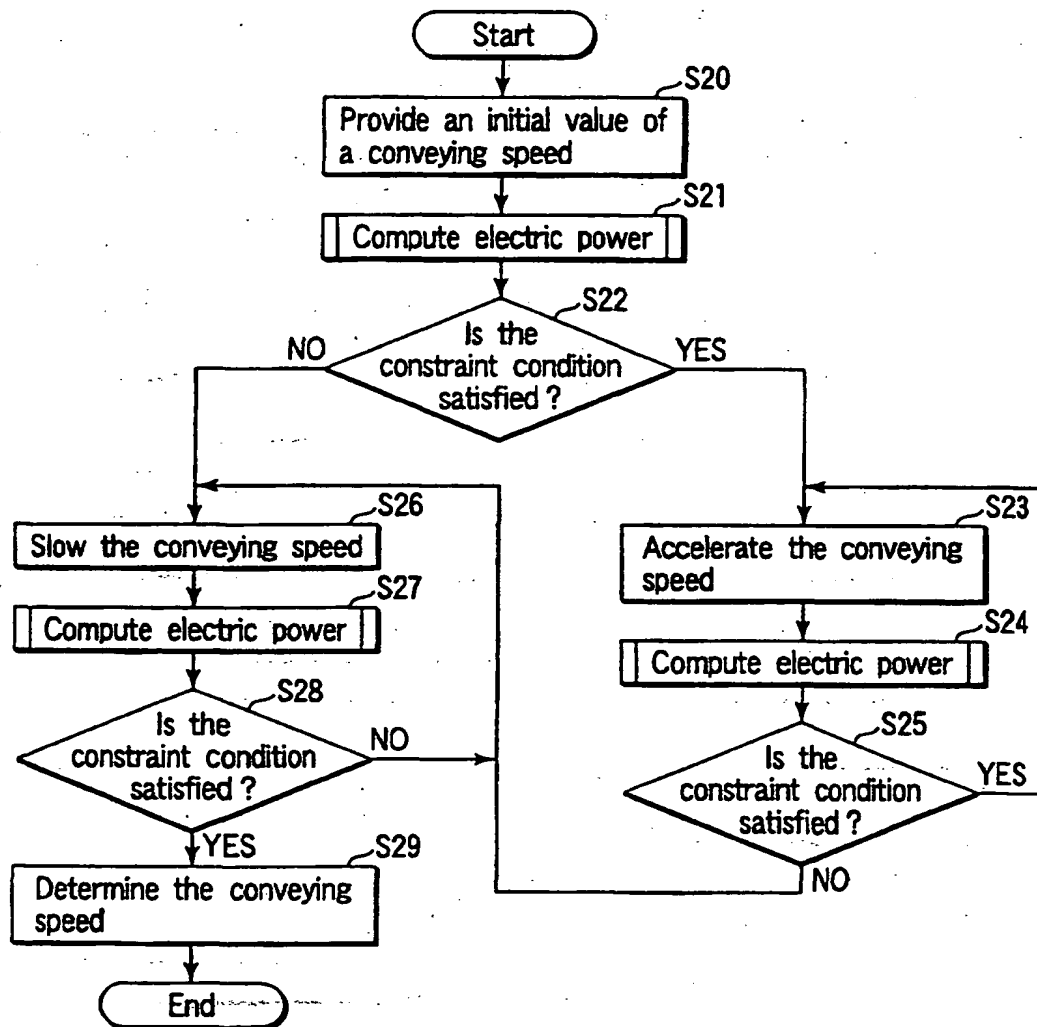 Start
S20
Provide an initial value of
a conveying speed
S21
Compute electric power
S22
Is the
constraint condition
satisfied ?
NO
YES
S26
Slow the conveying speed
S27
Compute electric power
S28
Is the
constraint condition
satisfied ?
NO
YES
S29
Determine the conveying
speed
End
S23
Accelerate the conveying
speed
S24
Compute electric power
S25
Is the
constraint condition
satisfied ?
YES
NO